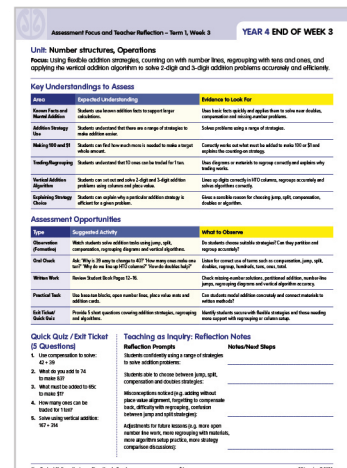 Assessment Focus and Teacher Reflection – Term 1, Week 3
YEAR 4 END OF WEEK 3
Unit: Number structures, Operations
Focus: Using flexible addition strategies, counting on with number lines, regrouping with tens and ones, and
applying the vertical addition algorithm to solve 2-digit and 3-digit addition problems accurately and efficiently.
Key Understandings to Assess
Area Expected Understanding Evidence to Look For
Known Facts and Students use known addition facts to support larger Uses basic facts quickly and applies them to solve near doubles,
Mental Addition calculations. compensation and missing-number problems.
Addition Strategy Students understand that there are a range of strategies to Solves problems using a range of strategies.
Use make addition easier.
Making 100 and $1 Students can find how much more is needed to make a target Correctly works out what must be added to make 100 or $1 and
whole amount. explains the counting-on strategy.
Trading/Regrouping Students understand that 10 ones can be traded for 1 ten. Uses diagrams or materials to regroup correctly and explains why
trading works.
Vertical Addition Students can set out and solve 2-digit and 3-digit addition Lines up digits correctly in HTO columns, regroups accurately and
Algorithm problems using columns and place value. solves algorithms correctly.
Explaining Strategy Students can explain why a particular addition strategy is Gives a sensible reason for choosing jump, split, compensation,
Choice efficient for a given problem. doubles or algorithm.
Assessment Opportunities
Type Suggested Activity What to Observe
Observation Watch students solve addition tasks using jump, split, Do students choose suitable strategies? Can they partition and
(Formative) compensation, regrouping diagrams and vertical algorithms. regroup accurately?
Oral Check Ask: "Why is 39 easy to change to 40?" "How many ones make one Listen for correct use of terms such as compensation, jump, split,
ten?" "Why do we line up HTO columns?" "How do doubles help?" doubles, regroup, hundreds, tens, ones, total.
Written Work Review Student Book Pages 12–16. Check missing-number solutions, partitioned addition, number-line
jumps, regrouping diagrams and vertical algorithm accuracy.
Practical Task Use base ten blocks, open number lines, place value mats and Can students model addition concretely and connect materials to
addition cards. written methods?
Exit Ticket/ Provide 5 short questions covering addition strategies, regrouping Identify students secure with flexible strategies and those needing
Quick Quiz and algorithms. more support with regrouping or column setup.
Quick Quiz / Exit Ticket
(5 Questions)
1. Use compensation to solve:
42 + 39
2. What do you add to 74
to make 83?
3. What must be added to 65c
to make $1?
4. How many ones can be
traded for 1 ten?
5. Solve using vertical addition:
167 + 214
Teaching as Inquiry: Reflection Notes
Reflection Prompts Notes/Next Steps
Students confidently using a range of strategies
to solve addition problems:
Students able to choose between jump, split,
compensation and doubles strategies:
Misconceptions noticed (e.g. adding without
place value alignment, forgetting to compensate
back, difficulty with regrouping, confusion
between jump and split strategies):
Adjustments for future lessons (e.g. more open
number line work, more regrouping with materials,
more algorithm setup practice, more strategy
comparison discussions):